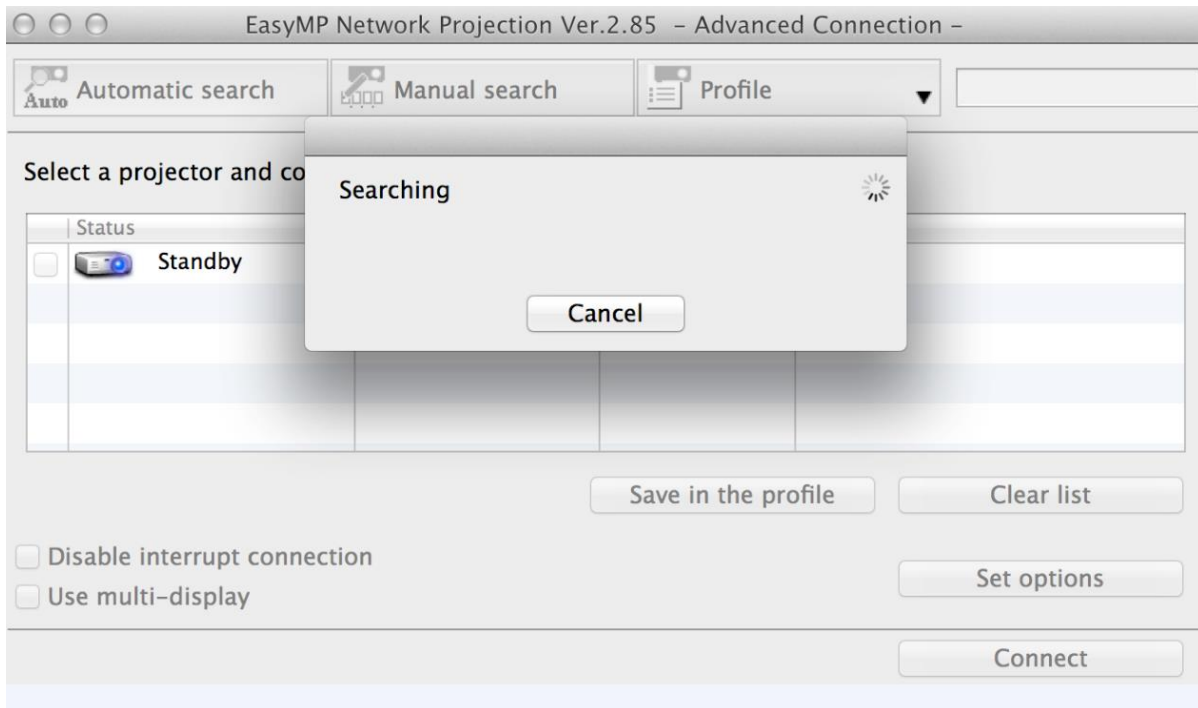 EasyMP Network Projection Ver.2.85 – Advanced Connection –
Auto Automatic search Manual search Profile
Select a projector and co
Searching
Status
Standby
Cancel
Save in the profile Clear list
Disable interrupt connection
Set options
Use multi-display
Connect